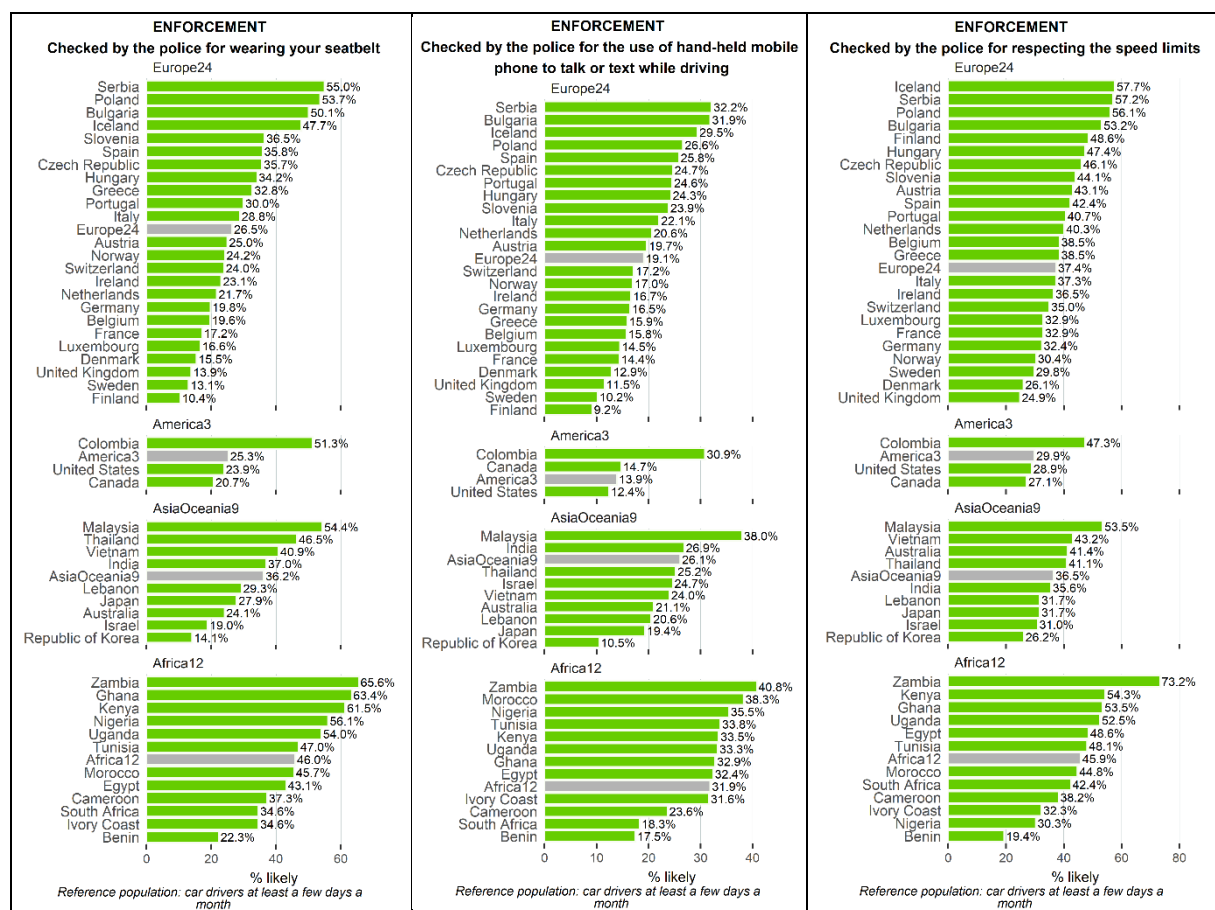 ENFORCEMENT
Checked by the police for wearing your seatbelt
Europe24
Serbia 55.0%
Poland 53.7%
Bulgaria 50.1%
Iceland 47.7%
Slovenia 36.5%
Spain 35.8%
Czech Republic 35.7%
Hungary 34.2%
Greece 32.8%
Portugal 30.0%
Italy 28.8%
Europe24 26.5%
Austria 25.0%
Norway 24.2%
Switzerland 24.0%
Ireland 23.1%
Netherlands 21.7%
Germany 19.8%
Belgium 19.6%
France 17.2%
Luxembourg 16.6%
Denmark 15.5%
United Kingdom 13.9%
Sweden 13.1%
Finland 10.4%
America3
Colombia 51.3%
America3 25.3%
United States 23.9%
Canada 20.7%
AsiaOceania9
Malaysia 54.4%
Thailand 46.5%
Vietnam 40.9%
India 37.0%
AsiaOceania9 36.2%
Lebanon 29.3%
Japan 27.9%
Australia 24.1%
Israel 19.0%
Republic of Korea 14.1%
Africa12
Zambia 65.6%
Ghana 63.4%
Kenya 61.5%
Nigeria 56.1%
Uganda 54.0%
Tunisia 47.0%
Africa12 46.0%
Morocco 45.7%
Egypt 43.1%
Cameroon 37.3%
South Africa 34.6%
Ivory Coast 34.6%
Benin 22.3%
0 20 40 60
% likely
Reference population: car drivers at least a few days a
month
ENFORCEMENT
Checked by the police for the use of hand-held mobile
phone to talk or text while driving
Europe24
Serbia 32.2%
Bulgaria 31.9%
Iceland 29.5%
Poland 26.6%
Spain 25.8%
Czech Republic 24.7%
Portugal 24.6%
Hungary 24.3%
Slovenia 23.9%
Italy 22.1%
Netherlands 20.6%
Austria 19.7%
Europe24 19.1%
Switzerland 17.2%
Norway 17.0%
Ireland 16.7%
Germany 16.5%
Greece 15.9%
Belgium 15.8%
Luxembourg 14.5%
France 14.4%
Denmark 12.9%
United Kingdom 11.5%
Sweden 10.2%
Finland 9.2%
America3
Colombia 30.9%
Canada 14.7%
America3 13.9%
United States 12.4%
AsiaOceania9
Malaysia 38.0%
India 26.9%
AsiaOceania9 26.1%
Thailand 25.2%
Israel 24.7%
Vietnam 24.0%
Australia 21.1%
Lebanon 20.6%
Japan 19.4%
Republic of Korea 10.5%
Africa12
Zambia 40.8%
Morocco 38.3%
Nigeria 35.5%
Tunisia 33.8%
Kenya 33.5%
Uganda 33.3%
Ghana 32.9%
Egypt 32.4%
Africa12 31.9%
Ivory Coast 31.6%
Cameroon 23.6%
South Africa 18.3%
Benin 17.5%
0 10 20 30 40
% likely
Reference population: car drivers at least a few days a
month
ENFORCEMENT
Checked by the police for respecting the speed limits
Europe24
Iceland 57.7%
Serbia 57.2%
Poland 56.1%
Bulgaria 53.2%
Finland 48.6%
Hungary 47.4%
Czech Republic 46.1%
Slovenia 44.1%
Austria 43.1%
Spain 42.4%
Portugal 40.7%
Netherlands 40.3%
Belgium 38.5%
Greece 38.5%
Europe24 37.4%
Italy 37.3%
Ireland 36.5%
Switzerland 35.0%
Luxembourg 32.9%
France 32.9%
Germany 32.4%
Norway 30.4%
Sweden 29.8%
Denmark 26.1%
United Kingdom 24.9%
America3
Colombia 47.3%
America3 29.9%
United States 28.9%
Canada 27.1%
AsiaOceania9
Malaysia 53.5%
Vietnam 43.2%
Australia 41.4%
Thailand 41.1%
AsiaOceania9 36.5%
India 35.6%
Lebanon 31.7%
Japan 31.7%
Israel 31.0%
Republic of Korea 26.2%
Africa12
Zambia 73.2%
Kenya 54.3%
Ghana 53.5%
Uganda 52.5%
Egypt 48.6%
Tunisia 48.1%
Africa12 45.9%
Morocco 44.8%
South Africa 42.4%
Cameroon 38.2%
Ivory Coast 32.3%
Nigeria 30.3%
Benin 19.4%
0 20 40 60 80
% likely
Reference population: car drivers at least a few days a
month